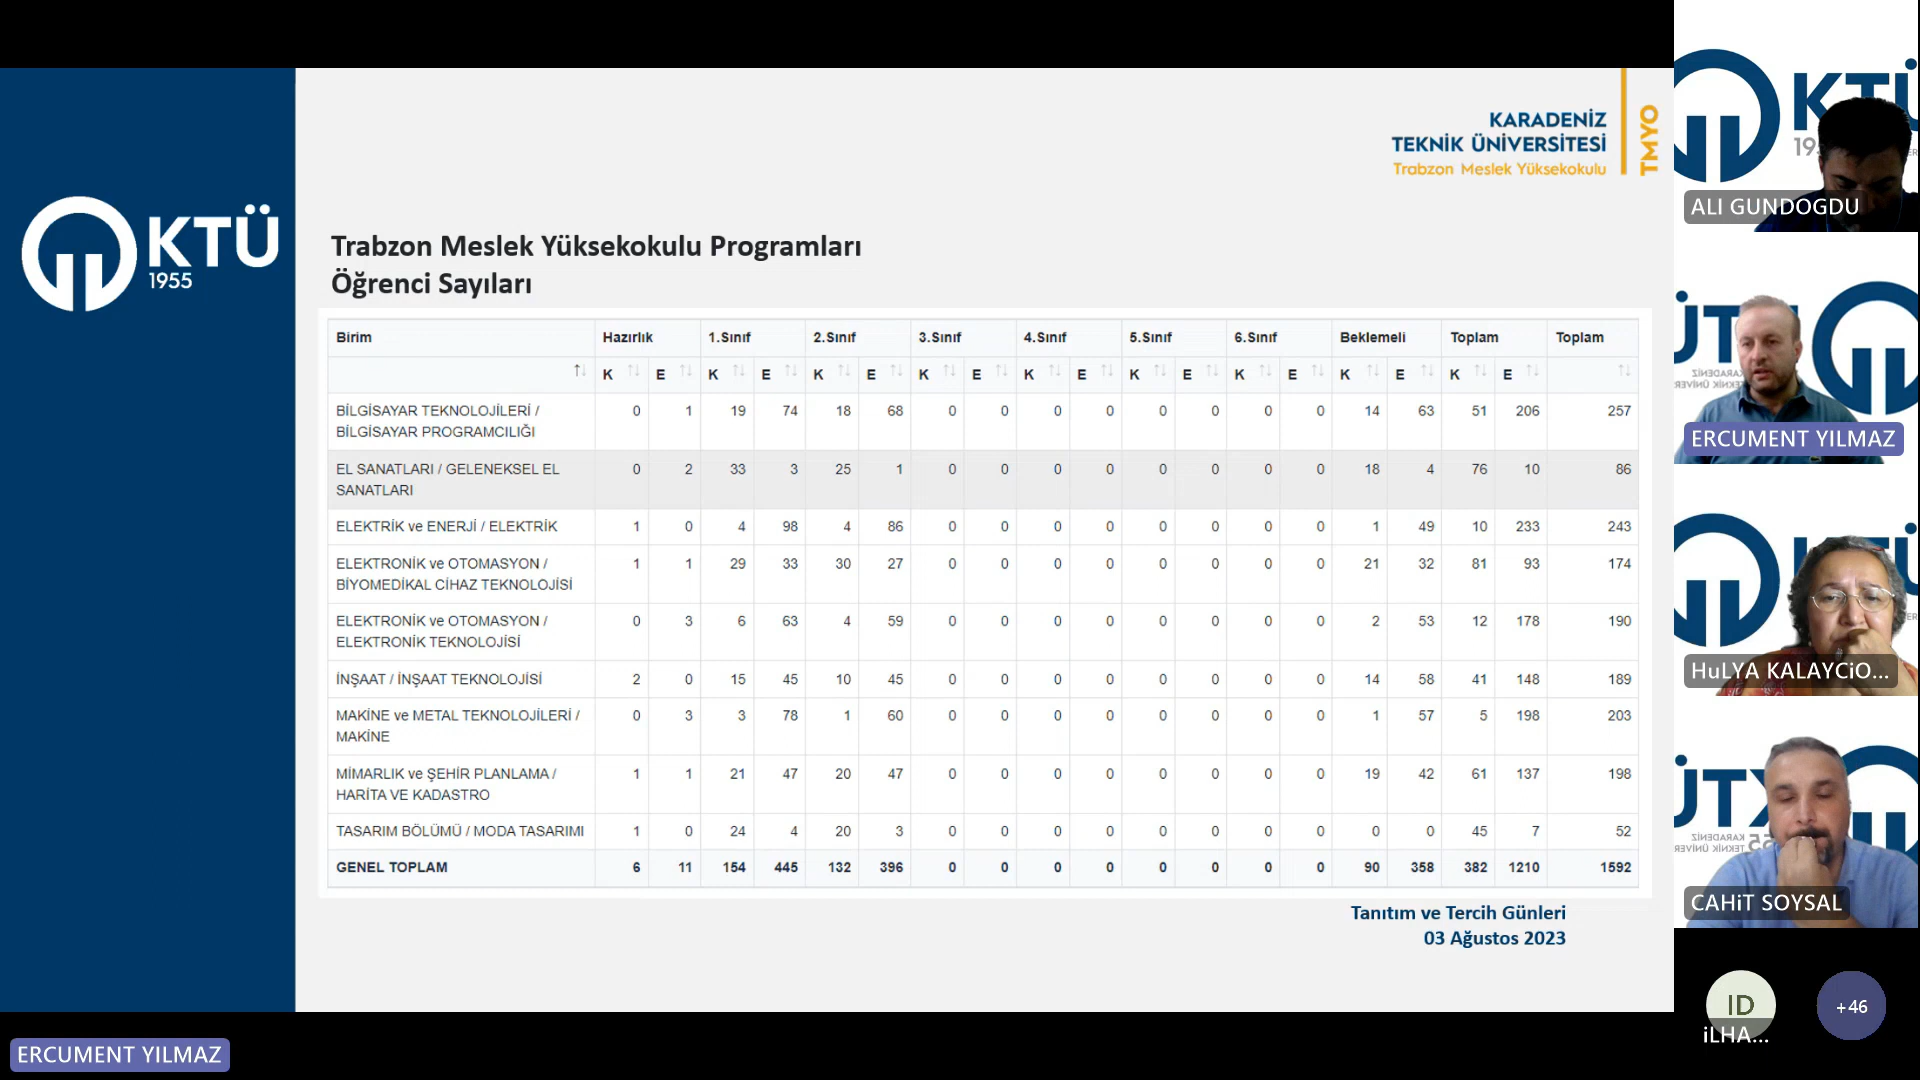 KARADENİZ
TEKNİK ÜNİVERSİTESİ
Trabzon Meslek Yüksekokulu
TMYO
KTÜ
1955
Trabzon Meslek Yüksekokulu Programları
Öğrenci Sayıları
Birim Hazırlık 1.Sınıf 2.Sınıf 3.Sınıf 4.Sınıf 5.Sınıf 6.Sınıf Beklemeli Toplam Toplam
K E K E K E K E K E K E K E K E K E
BİLGİSAYAR TEKNOLOJİLERİ / 0 1 19 74 18 68 0 0 0 0 0 0 0 0 14 63 51 206 257
BİLGİSAYAR PROGRAMCILIĞI
EL SANATLARI / GELENEKSEL EL 0 2 33 3 25 1 0 0 0 0 0 0 0 0 18 4 76 10 86
SANATLARI
ELEKTRİK ve ENERJİ / ELEKTRİK 1 0 4 98 4 86 0 0 0 0 0 0 0 0 1 49 10 233 243
ELEKTRONİK ve OTOMASYON / 1 1 29 33 30 27 0 0 0 0 0 0 0 0 21 32 81 93 174
BİYOMEDİKAL CİHAZ TEKNOLOJİSİ
ELEKTRONİK ve OTOMASYON / 0 3 6 63 4 59 0 0 0 0 0 0 0 0 2 53 12 178 190
ELEKTRONİK TEKNOLOJİSİ
İNŞAAT / İNŞAAT TEKNOLOJİSİ 2 0 15 45 10 45 0 0 0 0 0 0 0 0 14 58 41 148 189
MAKİNE ve METAL TEKNOLOJİLERİ / 0 3 3 78 1 60 0 0 0 0 0 0 0 0 1 57 5 198 203
MAKİNE
MİMARLIK ve ŞEHİR PLANLAMA / 1 1 21 47 20 47 0 0 0 0 0 0 0 0 19 42 61 137 198
HARİTA VE KADASTRO
TASARIM BÖLÜMÜ / MODA TASARIMI 1 0 24 4 20 3 0 0 0 0 0 0 0 0 0 0 45 7 52
GENEL TOPLAM 6 11 154 445 132 396 0 0 0 0 0 0 0 0 90 358 382 1210 1592
Tanıtım ve Tercih Günleri
03 Ağustos 2023
ERCUMENT YILMAZ
ALI GUNDOGDU
ERCUMENT YILMAZ
HuLYA KALAYCiO...
CAHiT SOYSAL
ID
iLHA...
+46